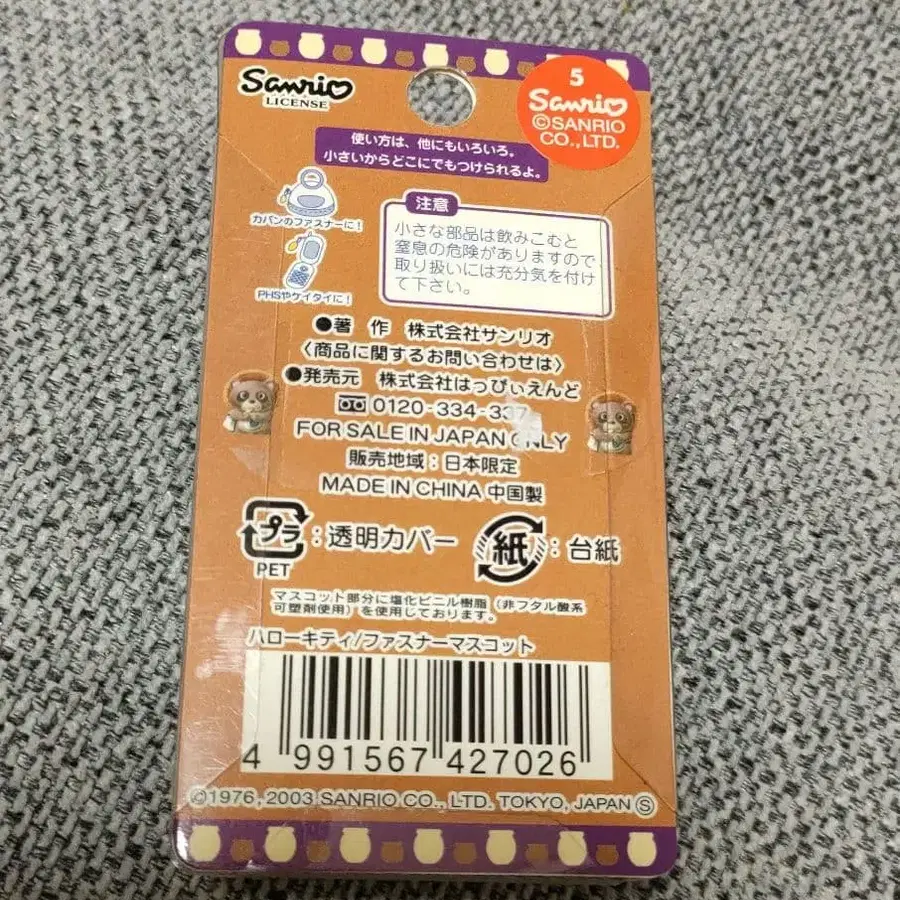 Sanrio
LICENSE
5
Sanrio
©SANRIO
CO.,LTD.
使い方は、他にもいろいろ。
小さいからどこにでもつけられるよ。
カバンのファスナーに!
PHSやケイタイに!
注意
小さな部品は飲みこむと
窒息の危険がありますので
取り扱いには充分気を付け
て下さい。
●著 作 株式会社サンリオ
〈商品に関するお問い合わせは〉
●発売元 株式会社はっぴぃえんど
0120-334-337
FOR SALE IN JAPAN ONLY
販売地域:日本限定
MADE IN CHINA 中国製
プラ
PET
:透明カバー
紙
:台紙
マスコット部分に塩化ビニル樹脂(非フタル酸系
可塑剤使用)を使用しております。
ハローキティ/ファスナーマスコット
4 991567 427026
©1976, 2003 SANRIO CO., LTD. TOKYO, JAPAN Ⓢ